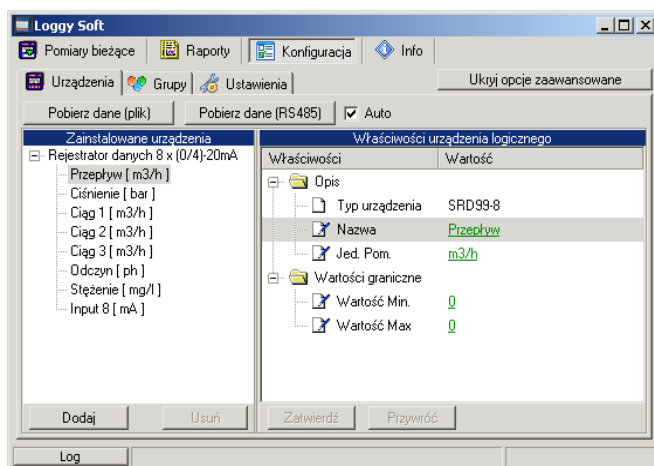 Loggy Soft
Pomiary bieżące Raporty Konfiguracja Info
Urządzenia Grupy Ustawienia Ukryj opcje zaawansowane
Pobierz dane (plik) Pobierz dane (RS485) Auto
Zainstalowane urządzenia
Rejestrator danych 8 x (0/4)-20mA
Przepływ [ m3/h ]
Ciśnienie [ bar ]
Ciąg 1 [ m3/h ]
Ciąg 2 [ m3/h ]
Ciąg 3 [ m3/h ]
Odczyn [ ph ]
Stężenie [ mg/l ]
Input 8 [ mA ]
Dodaj Usuń
Właściwości urządzenia logicznego
Właściwości Wartość
Opis
Typ urządzenia SRD99-8
Nazwa Przepływ
Jed. Pom. m3/h
Wartości graniczne
Wartość Min. 0
Wartość Max 0
Zatwierdź Przywróć
Log